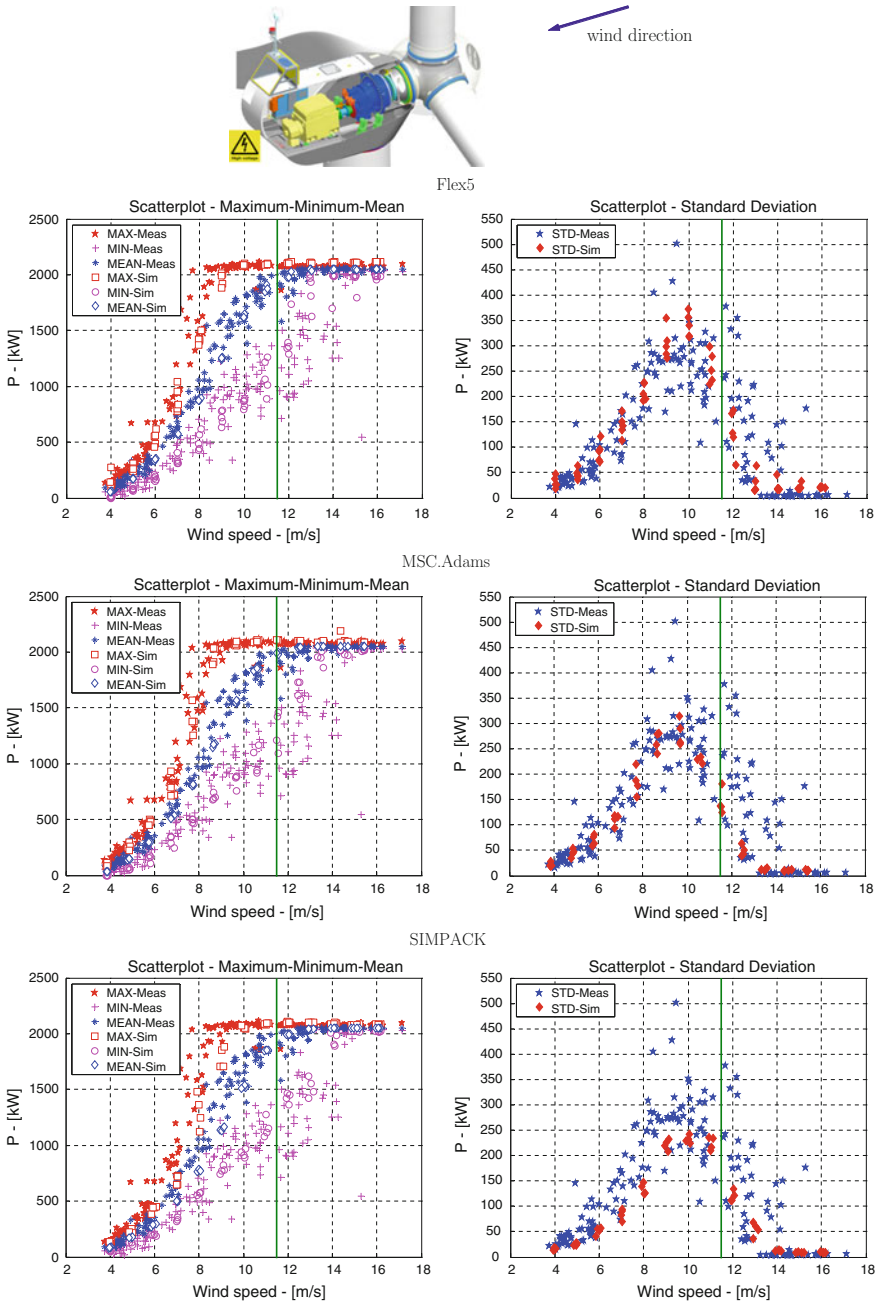 wind direction
High voltage
Flex5
Scatterplot - Maximum-Minimum-Mean
MAX-Meas
MIN-Meas
MEAN-Meas
MAX-Sim
MIN-Sim
MEAN-Sim
2500
2000
1500
1000
500
0
P - [kW]
2 4 6 8 10 12 14 16 18
Wind speed - [m/s]
Scatterplot - Standard Deviation
STD-Meas
STD-Sim
550
500
450
400
350
300
250
200
150
100
50
0
P - [kW]
2 4 6 8 10 12 14 16 18
Wind speed - [m/s]
MSC.Adams
Scatterplot - Maximum-Minimum-Mean
MAX-Meas
MIN-Meas
MEAN-Meas
MAX-Sim
MIN-Sim
MEAN-Sim
2500
2000
1500
1000
500
0
P - [kW]
2 4 6 8 10 12 14 16 18
Wind speed - [m/s]
Scatterplot - Standard Deviation
STD-Meas
STD-Sim
550
500
450
400
350
300
250
200
150
100
50
0
P - [kW]
2 4 6 8 10 12 14 16 18
Wind speed - [m/s]
SIMPACK
Scatterplot - Maximum-Minimum-Mean
MAX-Meas
MIN-Meas
MEAN-Meas
MAX-Sim
MIN-Sim
MEAN-Sim
2500
2000
1500
1000
500
0
P - [kW]
2 4 6 8 10 12 14 16 18
Wind speed - [m/s]
Scatterplot - Standard Deviation
STD-Meas
STD-Sim
550
500
450
400
350
300
250
200
150
100
50
0
P - [kW]
2 4 6 8 10 12 14 16 18
Wind speed - [m/s]